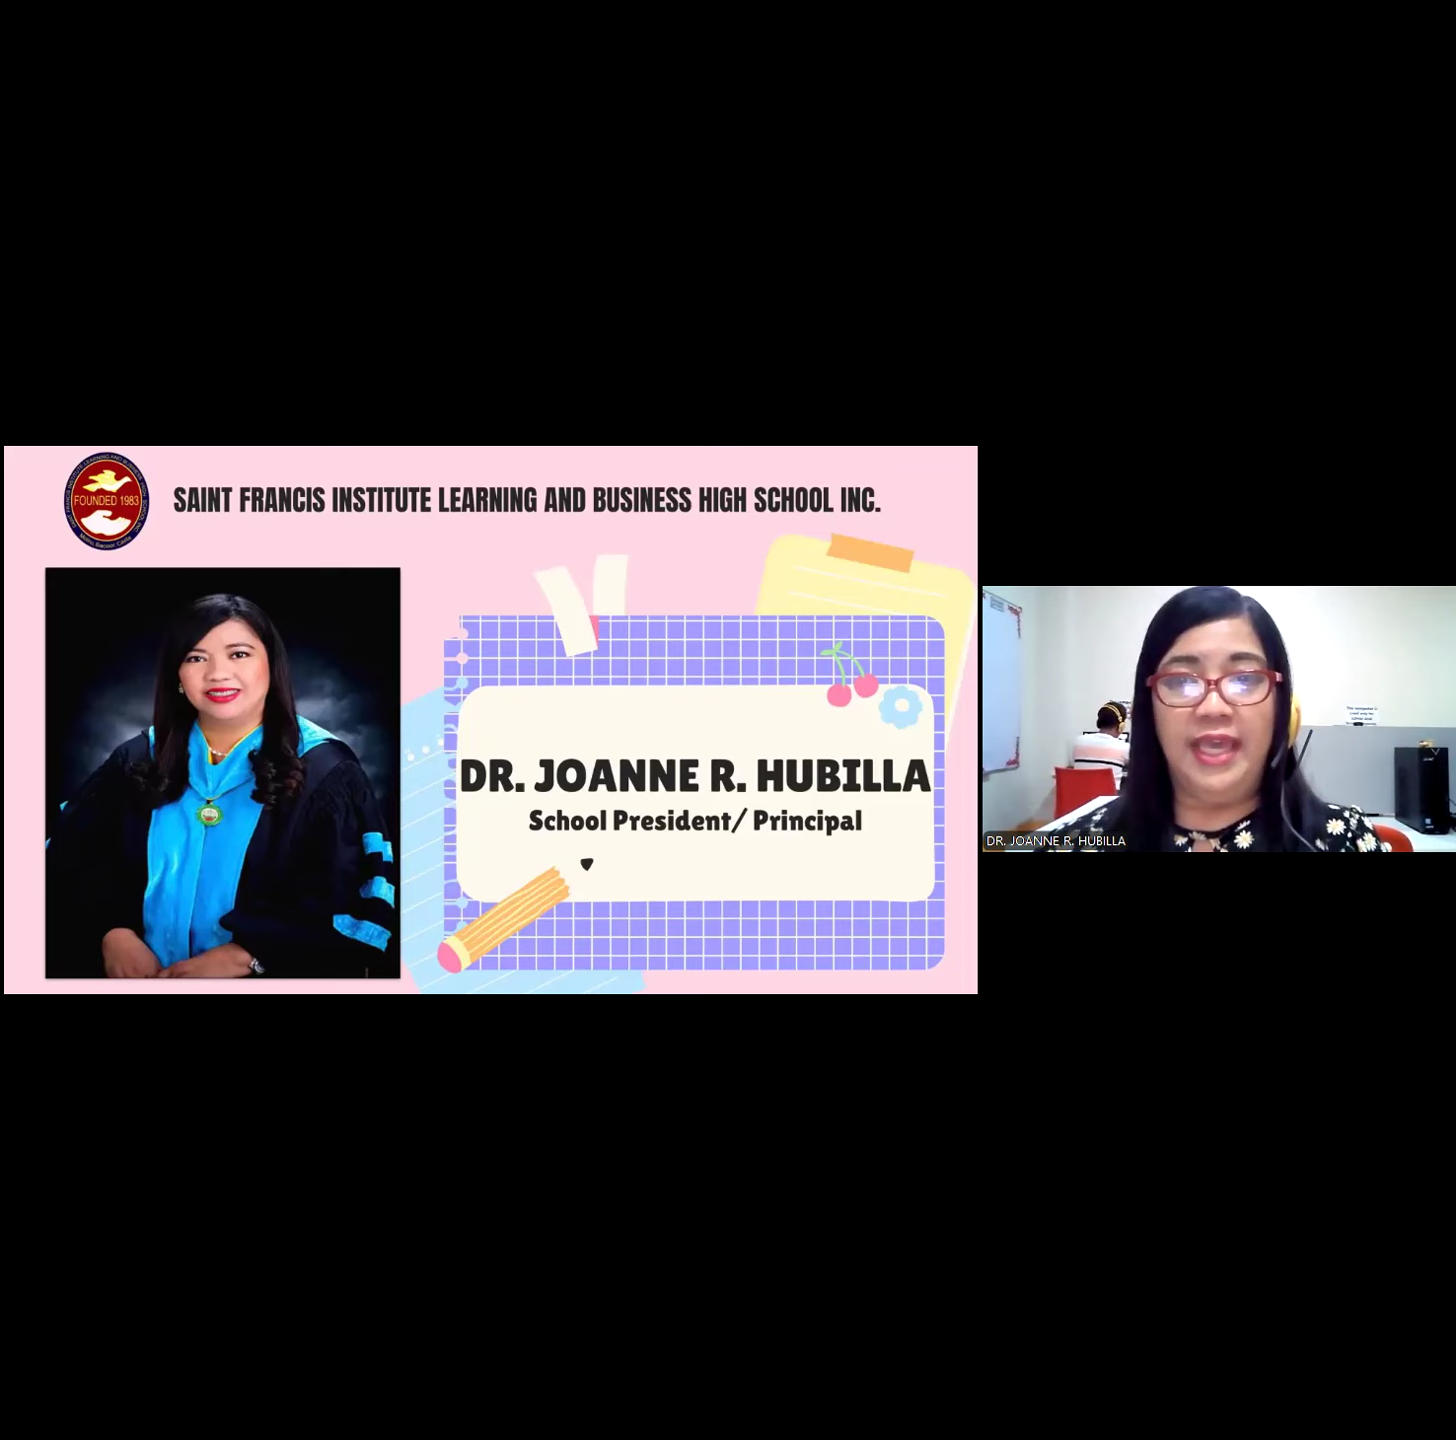 FOUNDED 1983
SAINT FRANCIS INSTITUTE LEARNING AND BUSINESS HIGH SCHOOL INC.
DR. JOANNE R. HUBILLA
School President/ Principal
DR. JOANNE R. HUBILLA